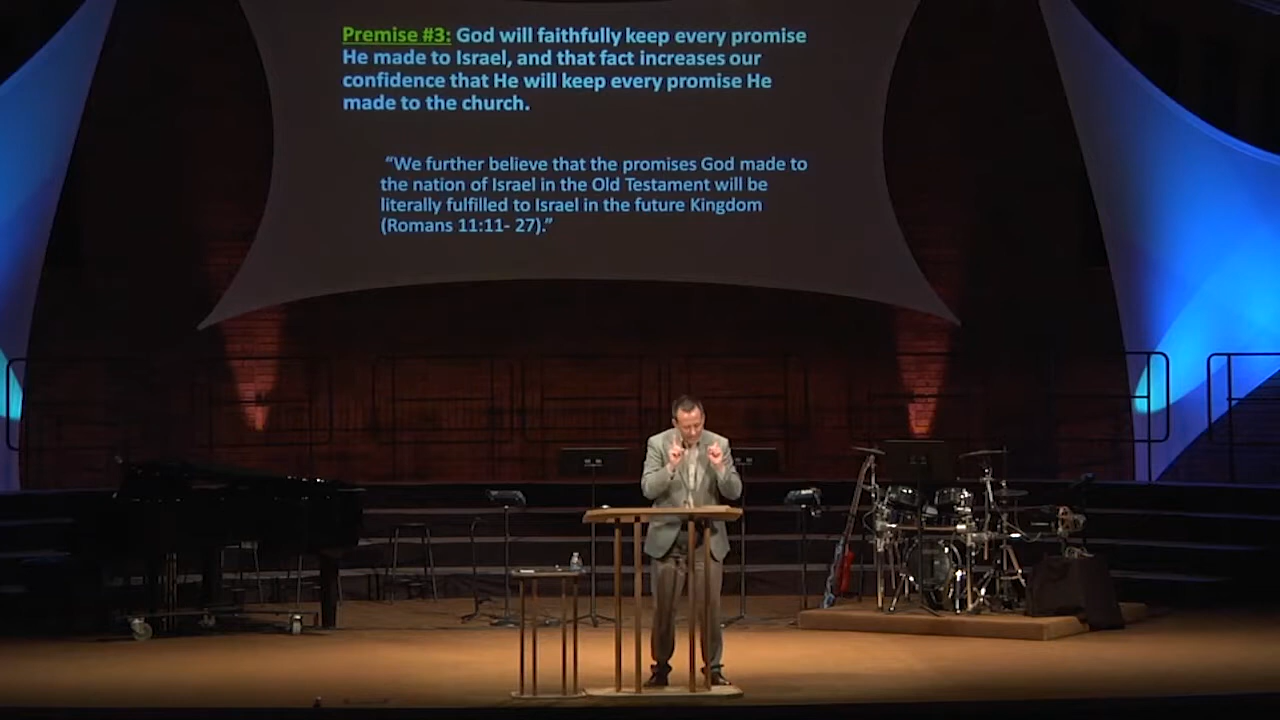 Premise #3: God will faithfully keep every promise
He made to Israel, and that fact increases our
confidence that He will keep every promise He
made to the church.
“We further believe that the promises God made to
the nation of Israel in the Old Testament will be
literally fulfilled to Israel in the future Kingdom
(Romans 11:11- 27).”